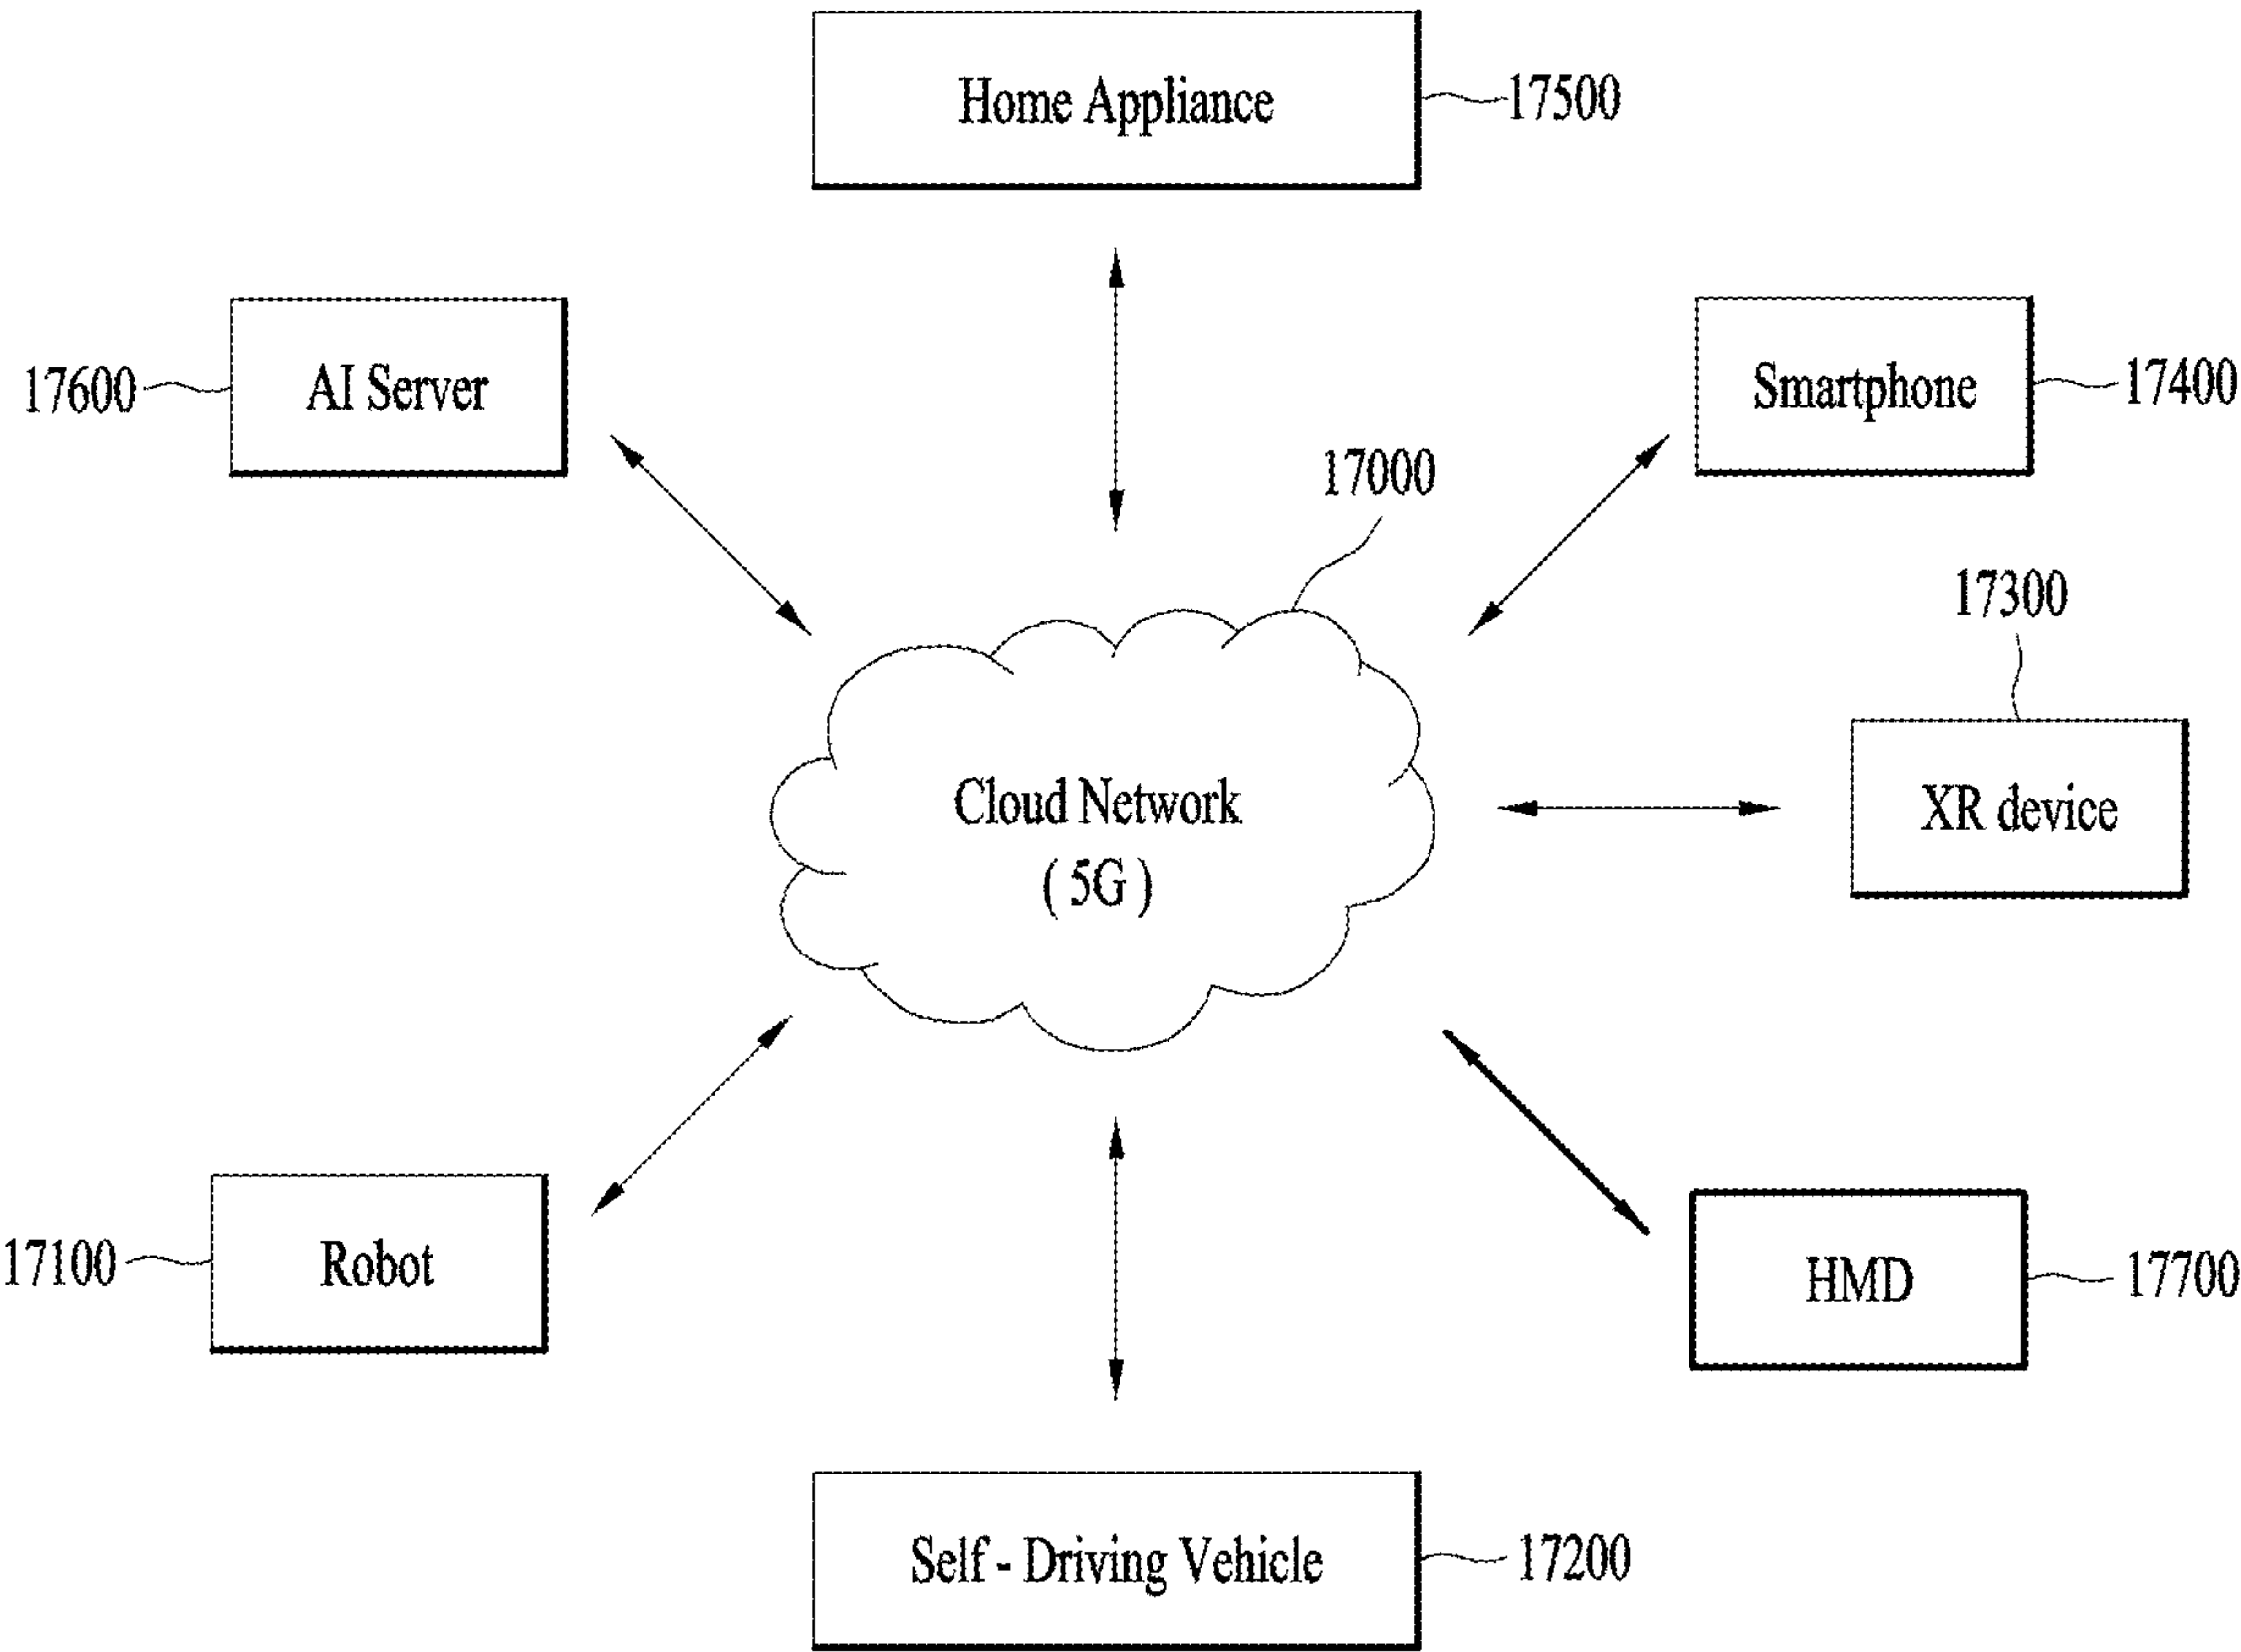 Home Appliance
17500
17600
AI Server
Smartphone
17400
17000
17300
Cloud Network
( 5G )
XR device
17100
Robot
HMD
17700
Self - Driving Vehicle
17200